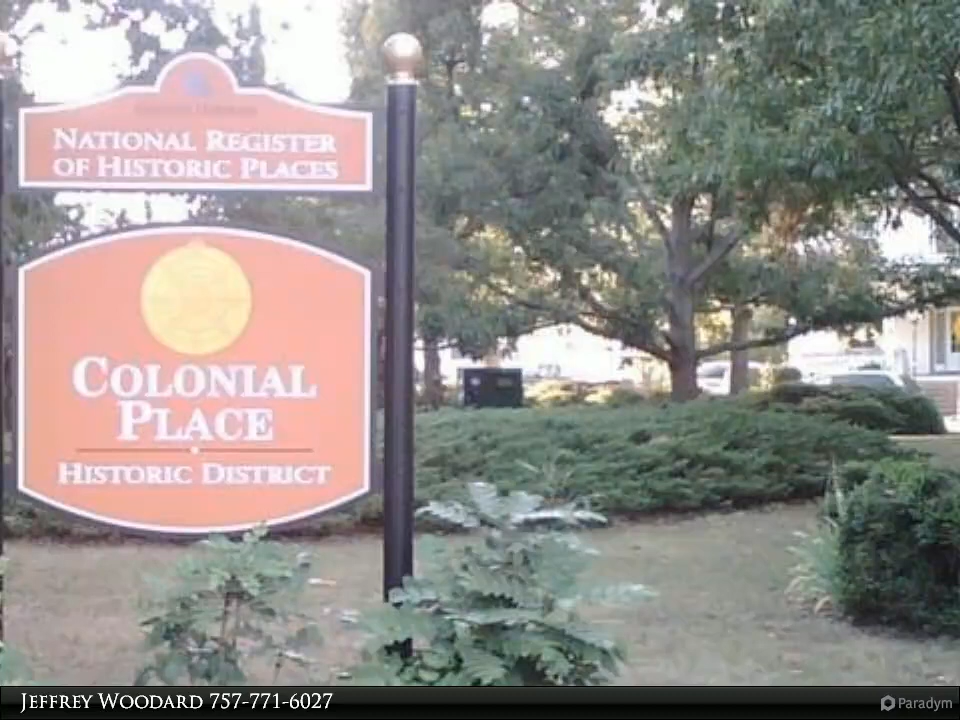 National Register
of Historic Places
Colonial
Place
Historic District
Jeffrey Woodard 757-771-6027
Paradym